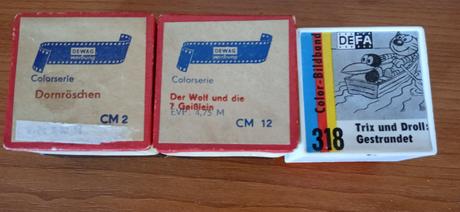 DEWAG
werbung
Colorserie
Dornröschen
CM 2
DEWAG
werbung
Colorserie
Der Wolf und die
7 Geißlein
EVP. 4,75 M
CM 12
DEFA
Color-Bildband
318
Trix und Droll:
Gestrandet